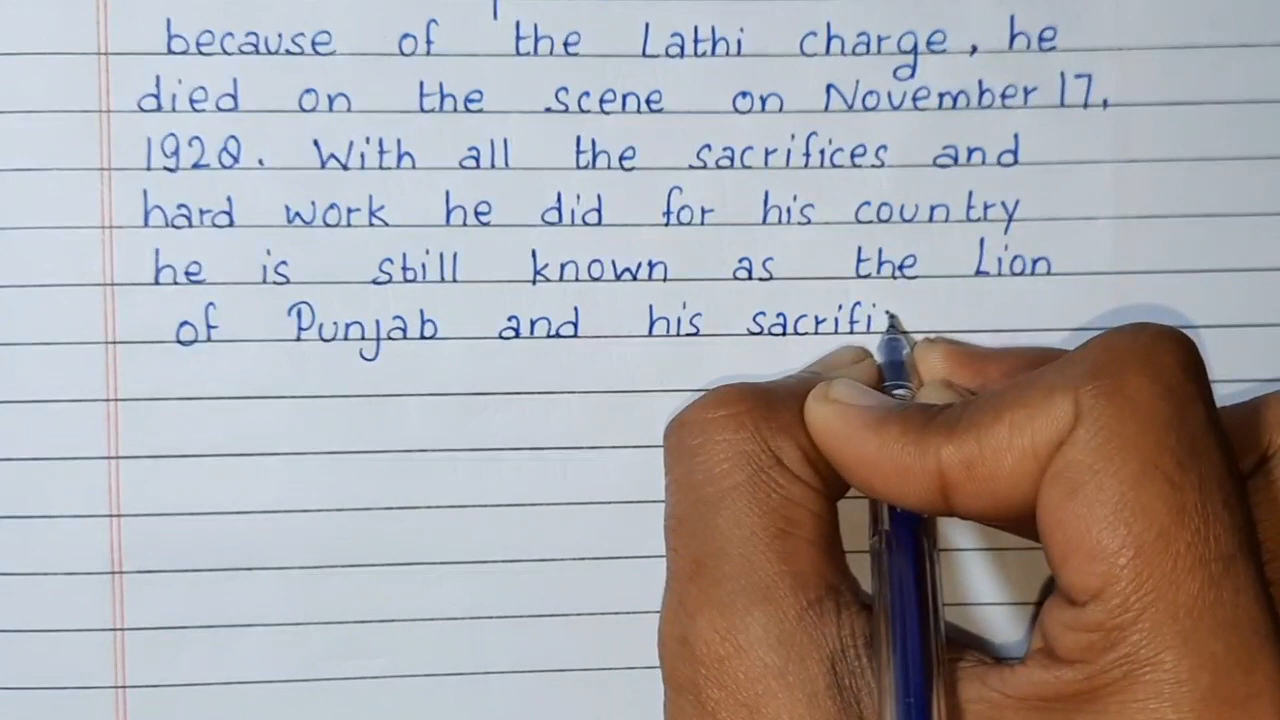 because of the Lathi charge, he
died on the scene on November 17,
1928. With all the sacrifices and
hard work he did for his country
he is still known as the Lion
of Punjab and his sacrifi